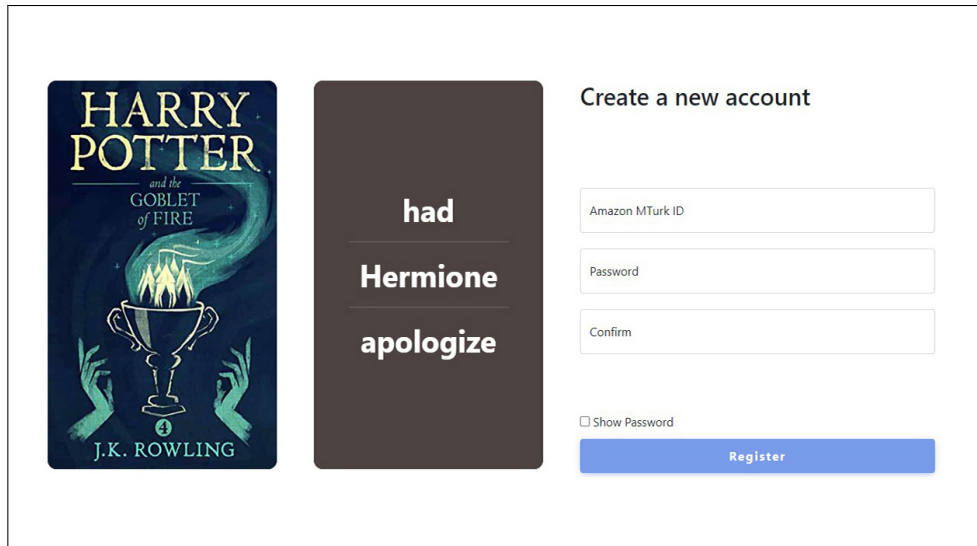 HARRY
POTTER
and the
GOBLET
of FIRE
4
J.K. ROWLING
had
Hermione
apologize
Create a new account
Amazon MTurk ID
Password
Confirm
Show Password
Register